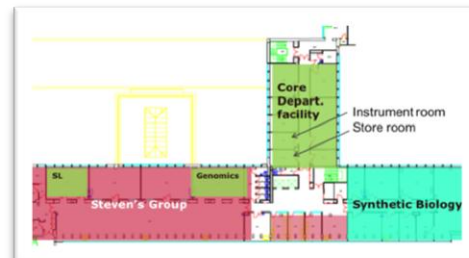 Core
Depart.
facility
Instrument room
Store room
SL
Genomics
Steven's Group
Synthetic Biology